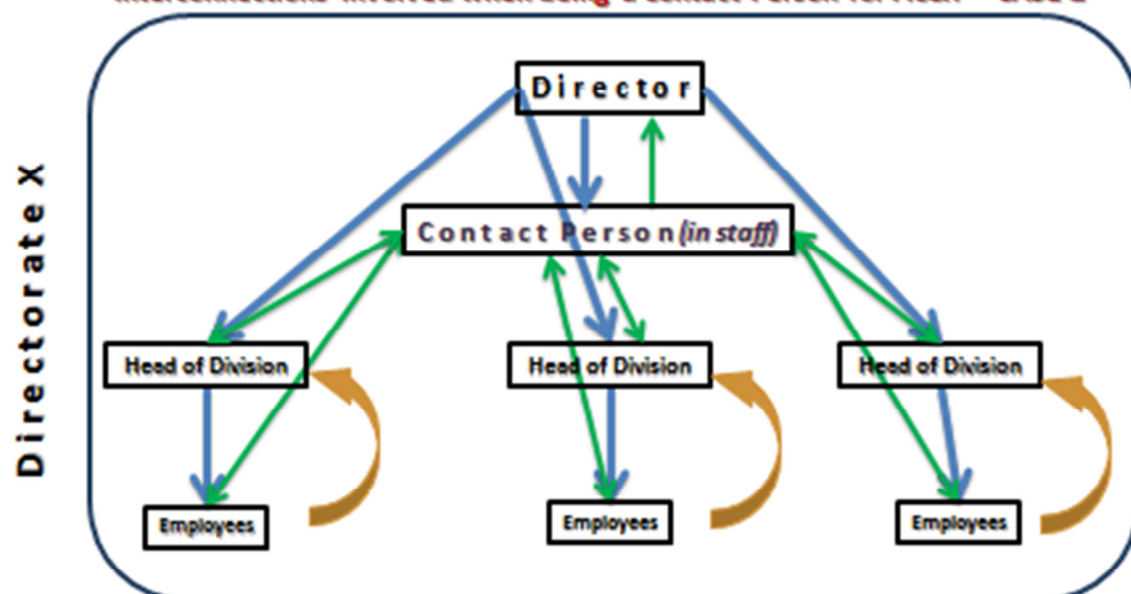 Director
Contact Person (in staff)
Head of Division
Head of Division
Head of Division
Employees
Employees
Employees
Directorate X